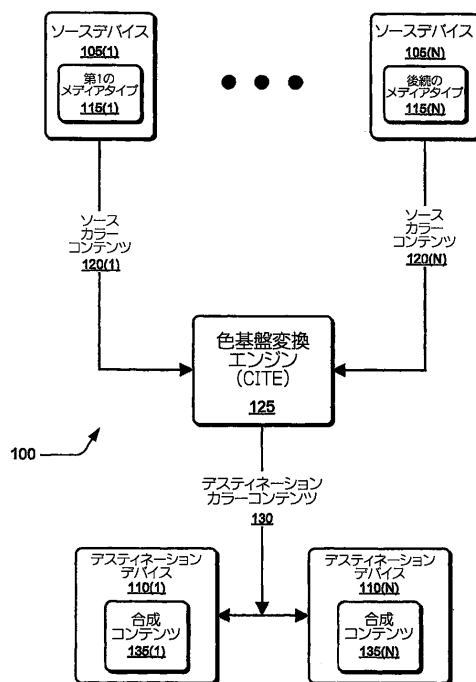 ソースデバイス
105(1)
第1の
メディアタイプ
115(1)
ソースデバイス
105(N)
後続の
メディアタイプ
115(N)
ソース
カラー
コンテンツ
120(1)
ソース
カラー
コンテンツ
120(N)
色基盤変換
エンジン
(CITE)
125
100
デスティネーション
カラーコンテンツ
130
デスティネーション
デバイス
110(1)
合成
コンテンツ
135(1)
デスティネーション
デバイス
110(N)
合成
コンテンツ
135(N)